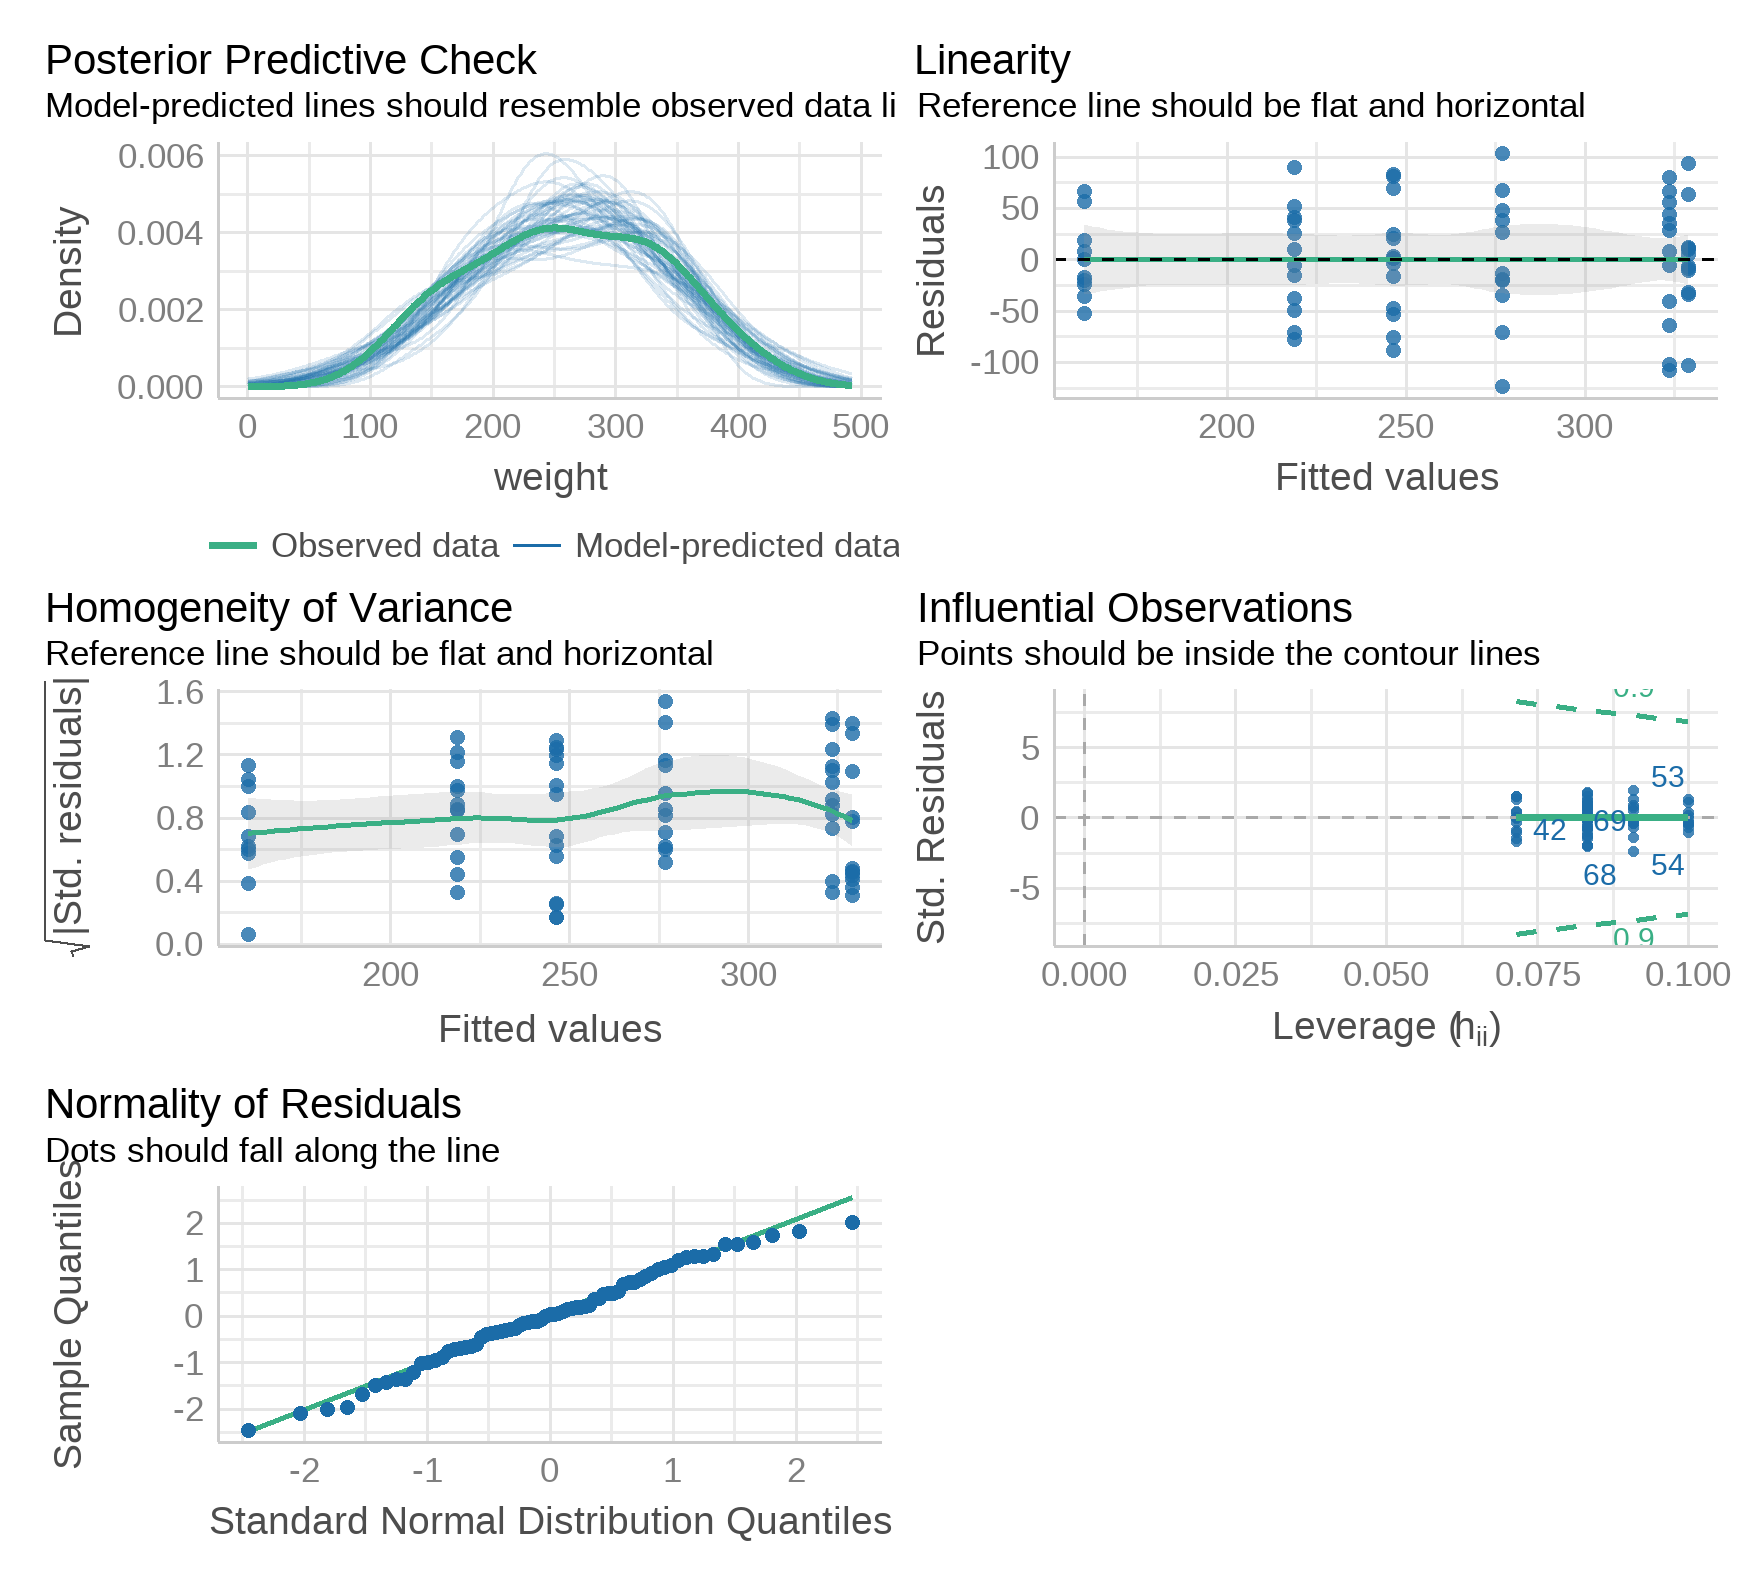 Posterior Predictive Check
Model-predicted lines should resemble observed data li
Density
0.006
0.004
0.002
0.000
0 100 200 300 400 500
weight
Observed data Model-predicted data
Linearity
Reference line should be flat and horizontal
Residuals
100
50
0
-50
-100
200 250 300
Fitted values
Homogeneity of Variance
Reference line should be flat and horizontal
√|Std. residuals|
1.6
1.2
0.8
0.4
0.0
200 250 300
Fitted values
Influential Observations
Points should be inside the contour lines
Std. Residuals
5
0
-5
0.9
53
42
69
54
68
0.9
0.000 0.025 0.050 0.075 0.100
Leverage (hii)
Normality of Residuals
Dots should fall along the line
Sample Quantiles
2
1
0
-1
-2
-2 -1 0 1 2
Standard Normal Distribution Quantiles